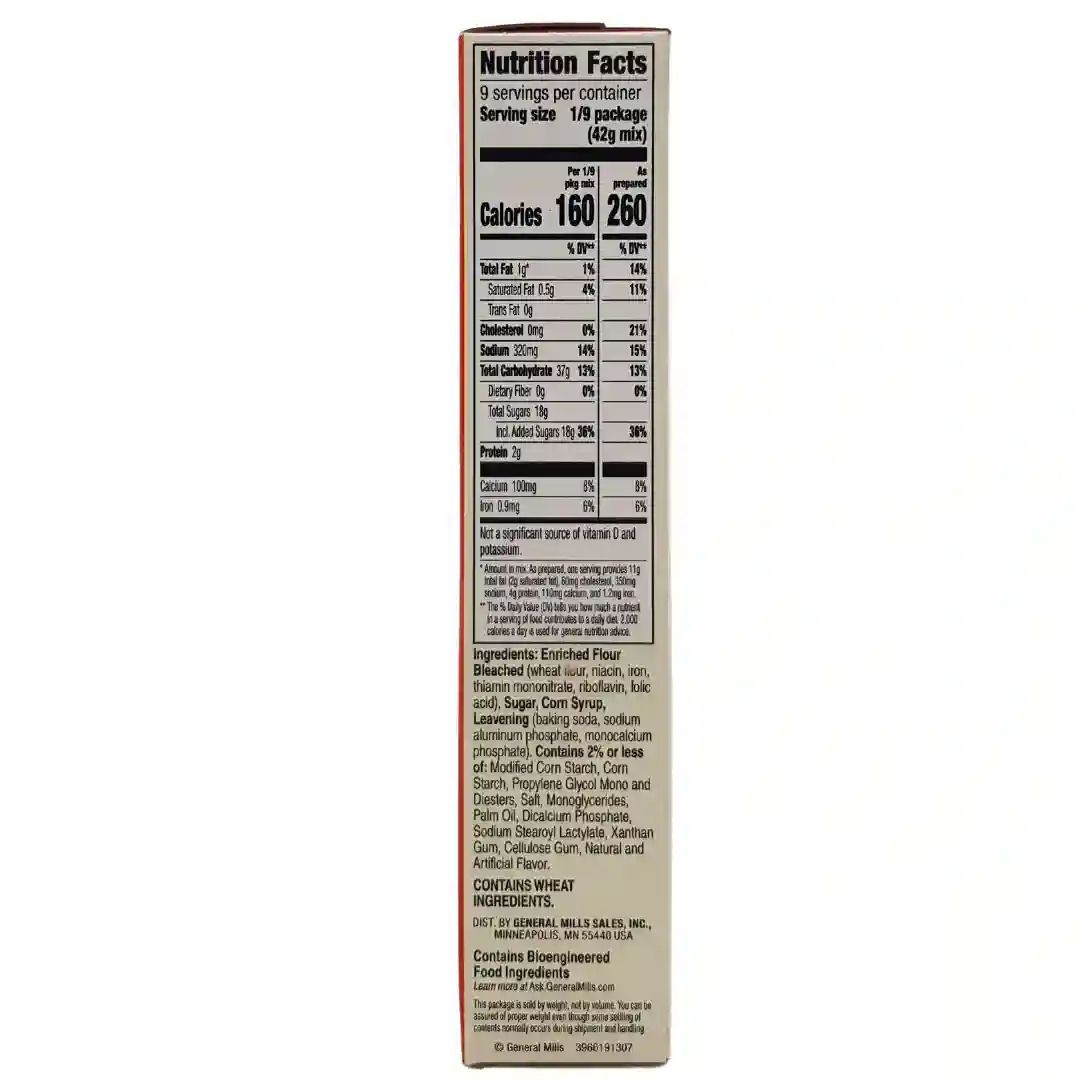 Nutrition Facts
9 servings per container
Serving size 1/9 package
(42g mix)
Per 1/9 As
pkg mix prepared
Calories 160 260
% DV** % DV**
Total Fat 1g* 1% 14%
Saturated Fat 0.5g 4% 11%
Trans Fat 0g
Cholesterol 0mg 0% 21%
Sodium 320mg 14% 15%
Total Carbohydrate 37g 13% 13%
Dietary Fiber 0g 0% 0%
Total Sugars 18g
Incl. Added Sugars 18g 36% 36%
Protein 2g
Calcium 100mg 8% 8%
Iron 0.9mg 6% 6%
Not a significant source of vitamin D and
potassium.
* Amount in mix. As prepared, one serving provides 11g
total fat (2g saturated fat), 60mg cholesterol, 350mg
sodium, 4g protein, 110mg calcium, and 1.2mg iron.
** The % Daily Value (DV) tells you how much a nutrient
in a serving of food contributes to a daily diet. 2,000
calories a day is used for general nutrition advice.
Ingredients: Enriched Flour
Bleached (wheat flour, niacin, iron,
thiamin mononitrate, riboflavin, folic
acid), Sugar, Corn Syrup,
Leavening (baking soda, sodium
aluminum phosphate, monocalcium
phosphate). Contains 2% or less
of: Modified Corn Starch, Corn
Starch, Propylene Glycol Mono and
Diesters, Salt, Monoglycerides,
Palm Oil, Dicalcium Phosphate,
Sodium Stearoyl Lactylate, Xanthan
Gum, Cellulose Gum, Natural and
Artificial Flavor.
CONTAINS WHEAT
INGREDIENTS.
DIST. BY GENERAL MILLS SALES, INC.,
MINNEAPOLIS, MN 55440 USA
Contains Bioengineered
Food Ingredients
Learn more at Ask.GeneralMills.com
This package is sold by weight, not by volume. You can be
assured of proper weight even though some settling of
contents normally occurs during shipment and handling.
© General Mills 3960191307